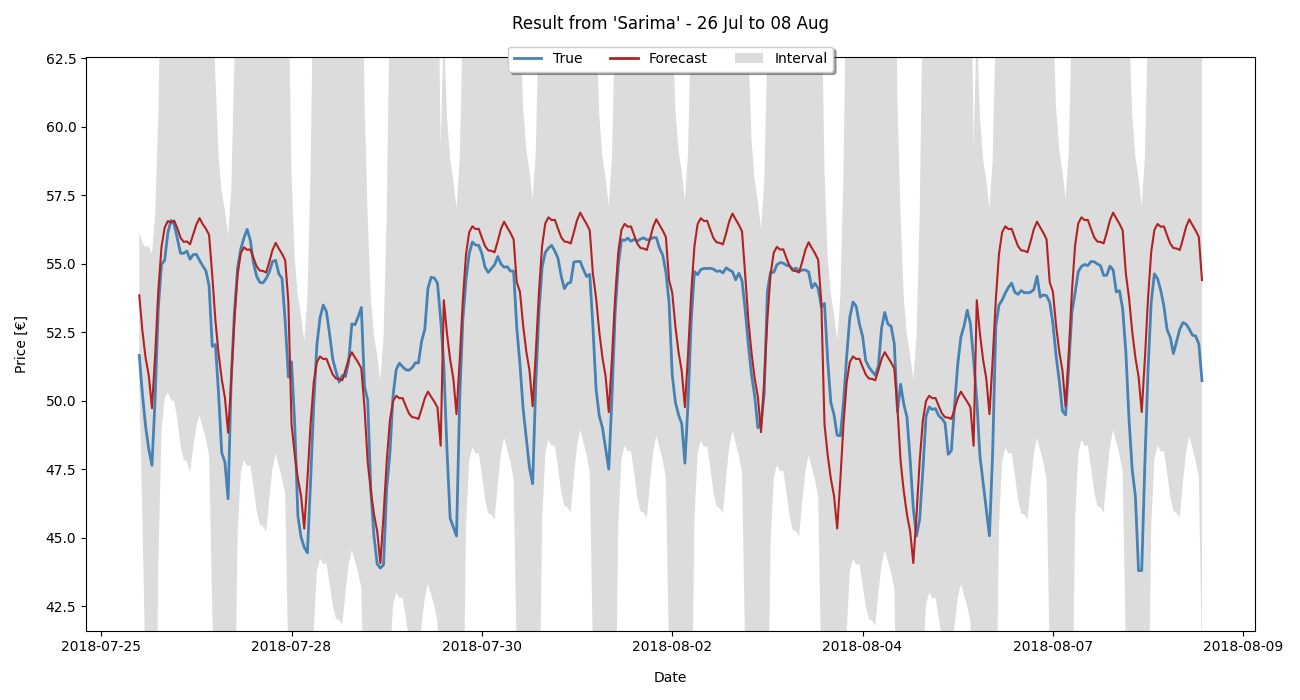 Result from 'Sarima' - 26 Jul to 08 Aug
True Forecast Interval
62.5
60.0
57.5
55.0
52.5
50.0
47.5
45.0
42.5
Price [€]
2018-07-25 2018-07-28 2018-07-30 2018-08-02 2018-08-04 2018-08-07 2018-08-09
Date